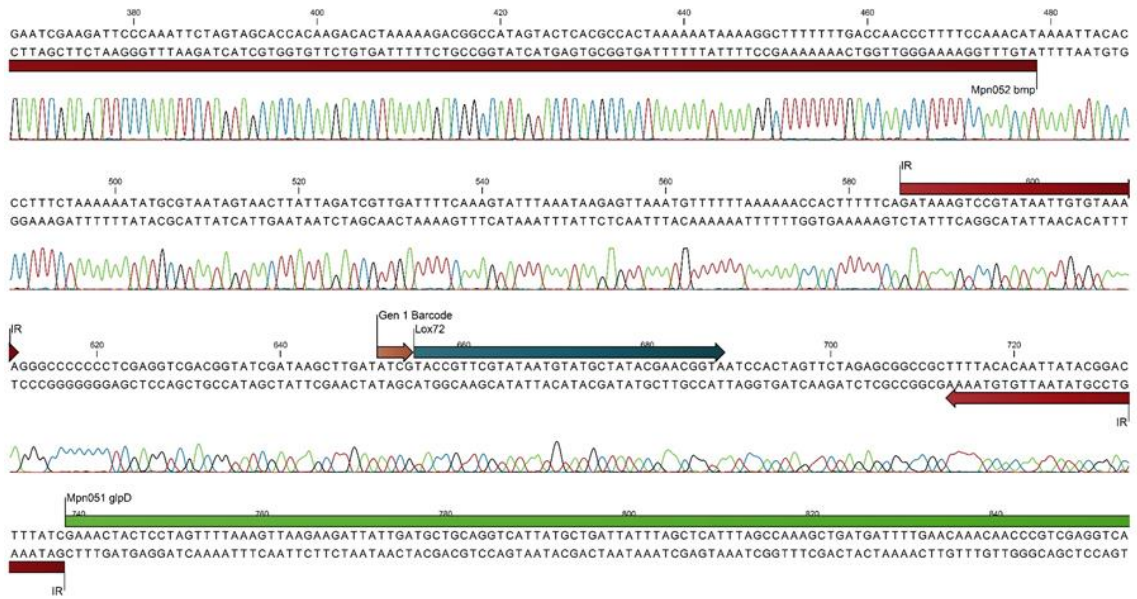 380 400 420 440 460 480
GAATCGAAGATTCCCAAATTCTAGTAGCACCACAAGACACTAAAAAGACGGCCATAGTACTCACGCCACTAAAAAATAAAAGGCTTTTTTTGACCAACCCTTTTCCAAACATAAAATTACAC
CTTAGCTTCTAAGGGTTTAAGATCATCGTGGTGTTCTGTGATTTTTCTGCCGGTATCATGAGTGCGGTGATTTTTTATTTTCCGAAAAAAACTGGTTGGGAAAAGGTTTGTATTTTAATGTG
Mpn052 bmp
IR
500 520 540 560 580 600
CCTTTCTAAAAAATATGCGTAATAGTAACTTATTAGATCGTTGATTTTCAAAGTATTTAAATAAGAGTTAAATGTTTTTTAAAAAACCACTTTTTCAGATAAAGTCCGTATAATTGTGTAAA
GGAAAGATTTTTTATACGCATTATCATTGAATAATCTAGCAACTAAAAGTTTCATAAATTTATTCTCAATTTACAAAAAATTTTTTGGTGAAAAAGTCTATTTCAGGCATATTAACACATTT
IR Gen 1 Barcode
Lox72
620 640 660 680 700 720
AGGGCCCCCCCTCGAGGTCGACGGTATCGATAAGCTTGATATCGTACCGTTCGTATAATGTATGCTATACGAACGGTAATCCACTAGTTCTAGAGCGGCCGCTTTTACACAATTATACGGAC
TCCCGGGGGGGAGCTCCAGCTGCCATAGCTATTCGAACTATAGCATGGCAAGCATATTACATACGATATGCTTGCCATTAGGTGATCAAGATCTCGCCGGCGAAAATGTGTTAATATGCCTG
IR
Mpn051 glpD
740 760 780 800 820 840
TTTATCGAAACTACTCCTAGTTTTAAAGTTAAGAAGATTATTGATGCTGCAGGTCATTATGCTGATTATTTAGCTCATTTAGCCAAAGCTGATGATTTTGAACAAACAACCCGTCGAGGTCA
AAATAGCTTTGATGAGGATCAAAATTTCAATTCTTCTAATAACTACGACGTCCAGTAATACGACTAATAAATCGAGTAAATCGGTTTCGACTACTAAAACTTGTTTGTTGGGCAGCTCCAGT
IR